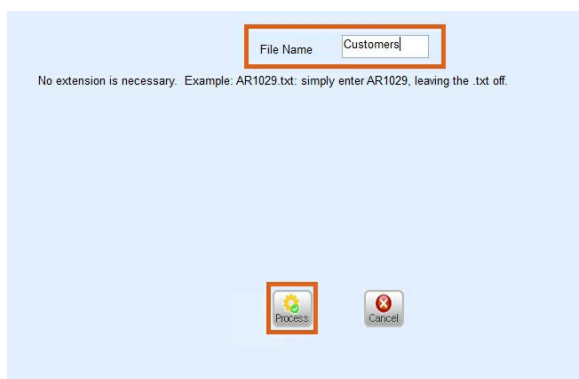 File Name Customers
No extension is necessary. Example: AR1029.txt: simply enter AR1029, leaving the .txt off.
Process Cancel